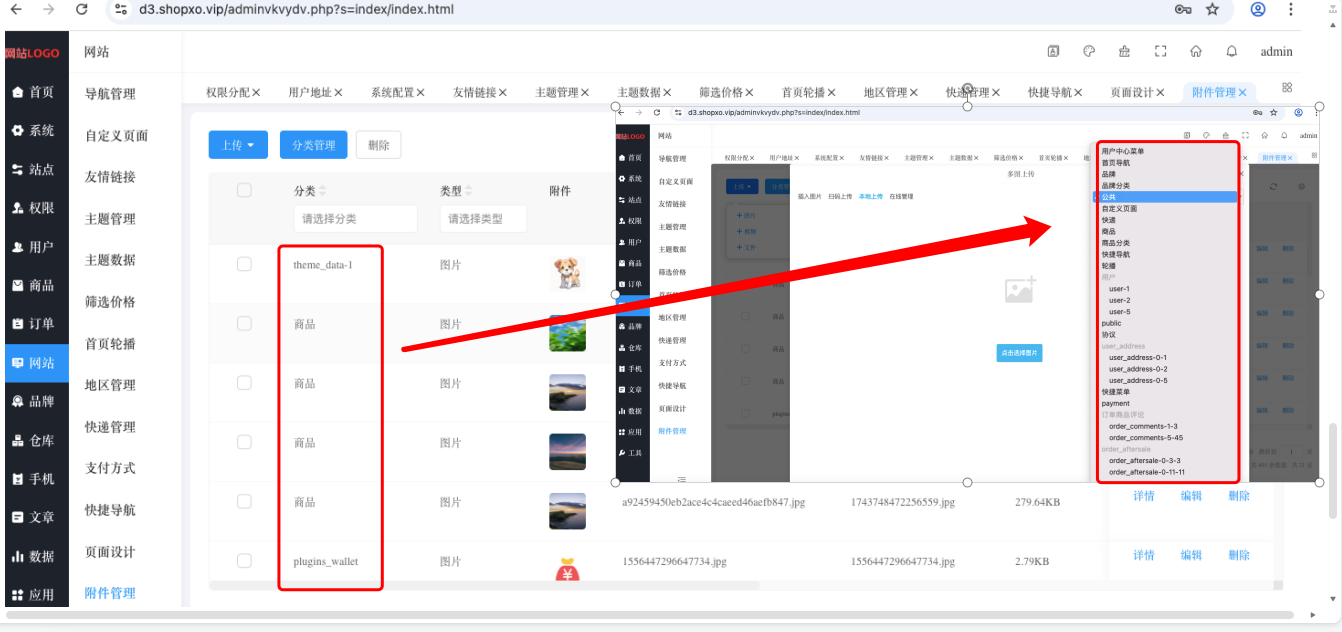 d3.shopxo.vip/adminvkvydv.php?s=index/index.html
网站LOGO
首页
系统
站点
权限
用户
商品
订单
网站
品牌
仓库
手机
文章
数据
应用
网站
导航管理
自定义页面
友情链接
主题管理
主题数据
筛选价格
首页轮播
地区管理
快递管理
支付方式
快捷导航
页面设计
附件管理
admin
权限分配 用户地址 系统配置 友情链接 主题管理 主题数据 筛选价格 首页轮播 地区管理 快递管理 快捷导航 页面设计 附件管理
上传 分类管理 删除
分类 类型 附件
请选择分类 请选择类型
theme_data-1 图片
商品 图片
商品 图片
商品 图片
商品 图片 a92459450eb2ace4c4caeed46aefb847.jpg 1743748472256559.jpg 279.64KB 详情 编辑 删除
plugins_wallet 图片 1556447296647734.jpg 1556447296647734.jpg 2.79KB 详情 编辑 删除
d3.shopxo.vip/adminvkvydv.php?s=index/index.html
网站LOGO
首页
系统
站点
权限
用户
商品
订单
品牌
仓库
手机
文章
数据
应用
工具
网站
导航管理
自定义页面
友情链接
主题管理
主题数据
筛选价格
地区管理
快递管理
支付方式
快捷导航
页面设计
附件管理
admin
权限分配 用户地址 系统配置 友情链接 主题管理 主题数据 筛选价格 首页轮播 附件管理
多图上传
插入图片 扫码上传 本地上传 在线管理
点击选择图片
用户中心菜单
首页导航
品牌
品牌分类
公共
自定义页面
快递
商品
商品分类
快捷导航
轮播
用户
user-1
user-2
user-5
public
协议
user_address
user_address-0-1
user_address-0-2
user_address-0-5
快捷菜单
payment
订单商品评论
order_comments-1-3
order_comments-5-45
order_aftersale
order_aftersale-0-3-3
order_aftersale-0-11-11